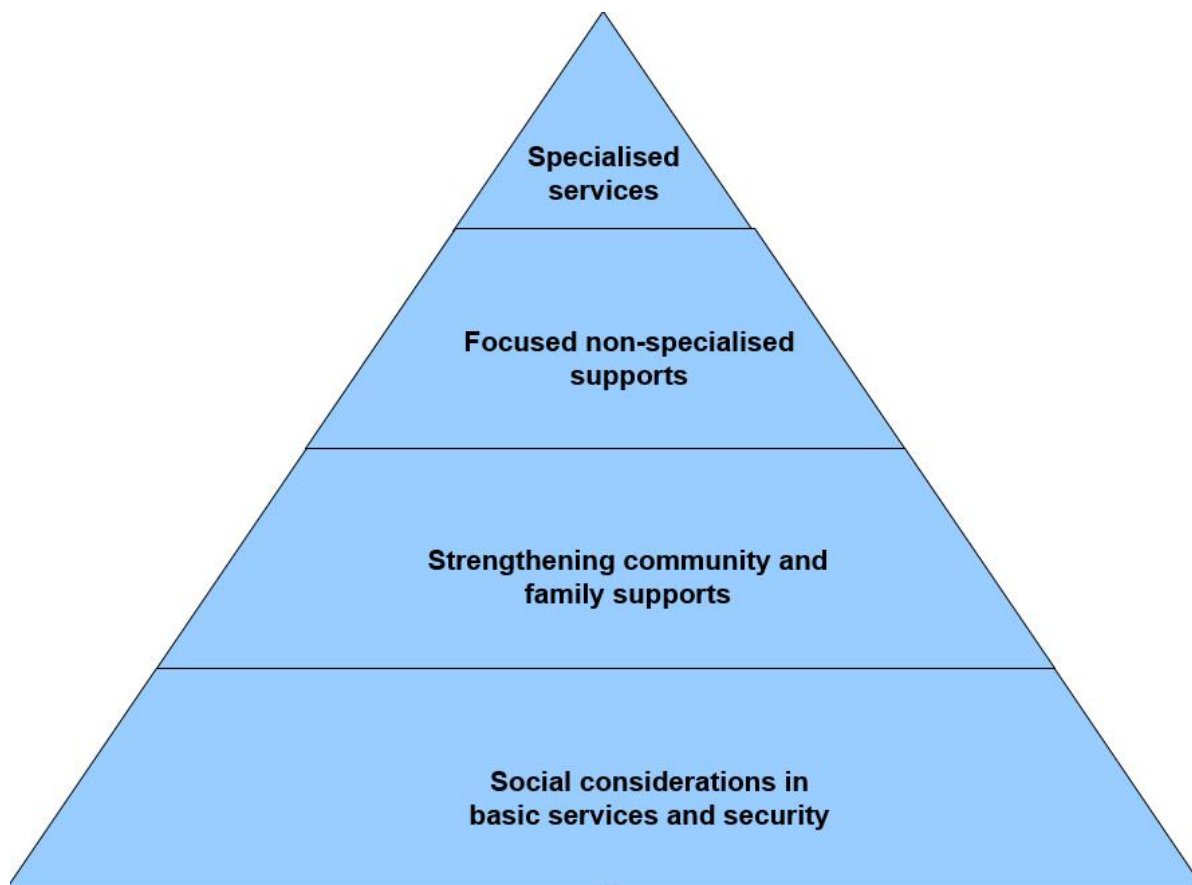 Specialised
services
Focused non-specialised
supports
Strengthening community and
family supports
Social considerations in
basic services and security